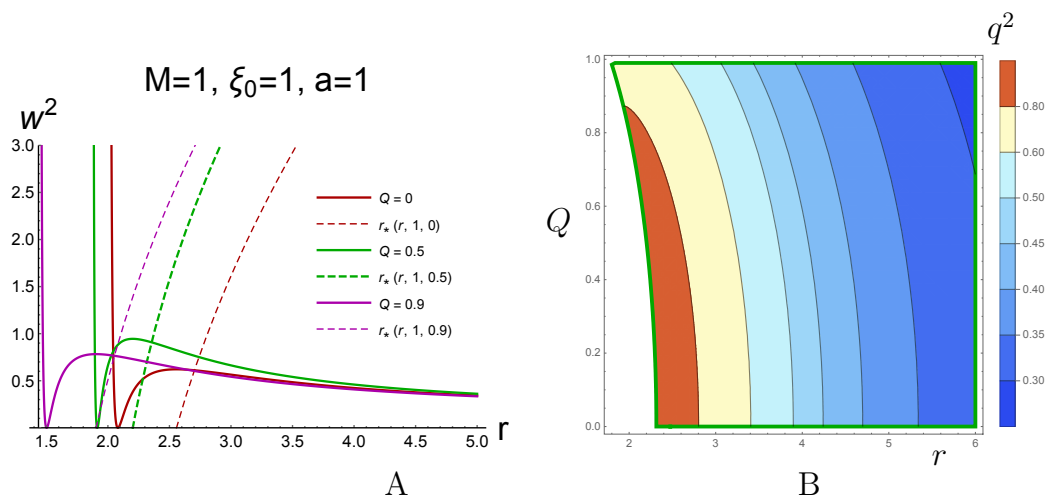 M=1, ξ₀=1, a=1
w²
3.0
2.5
2.0
1.5
1.0
0.5
1.5 2.0 2.5 3.0 3.5 4.0 4.5 5.0
r
Q = 0
r⁎ (r, 1, 0)
Q = 0.5
r⁎ (r, 1, 0.5)
Q = 0.9
r⁎ (r, 1, 0.9)
A
Q
1.0
0.8
0.6
0.4
0.2
0.0
2 3 4 5 6
r
q²
0.80
0.60
0.50
0.45
0.40
0.35
0.30
B